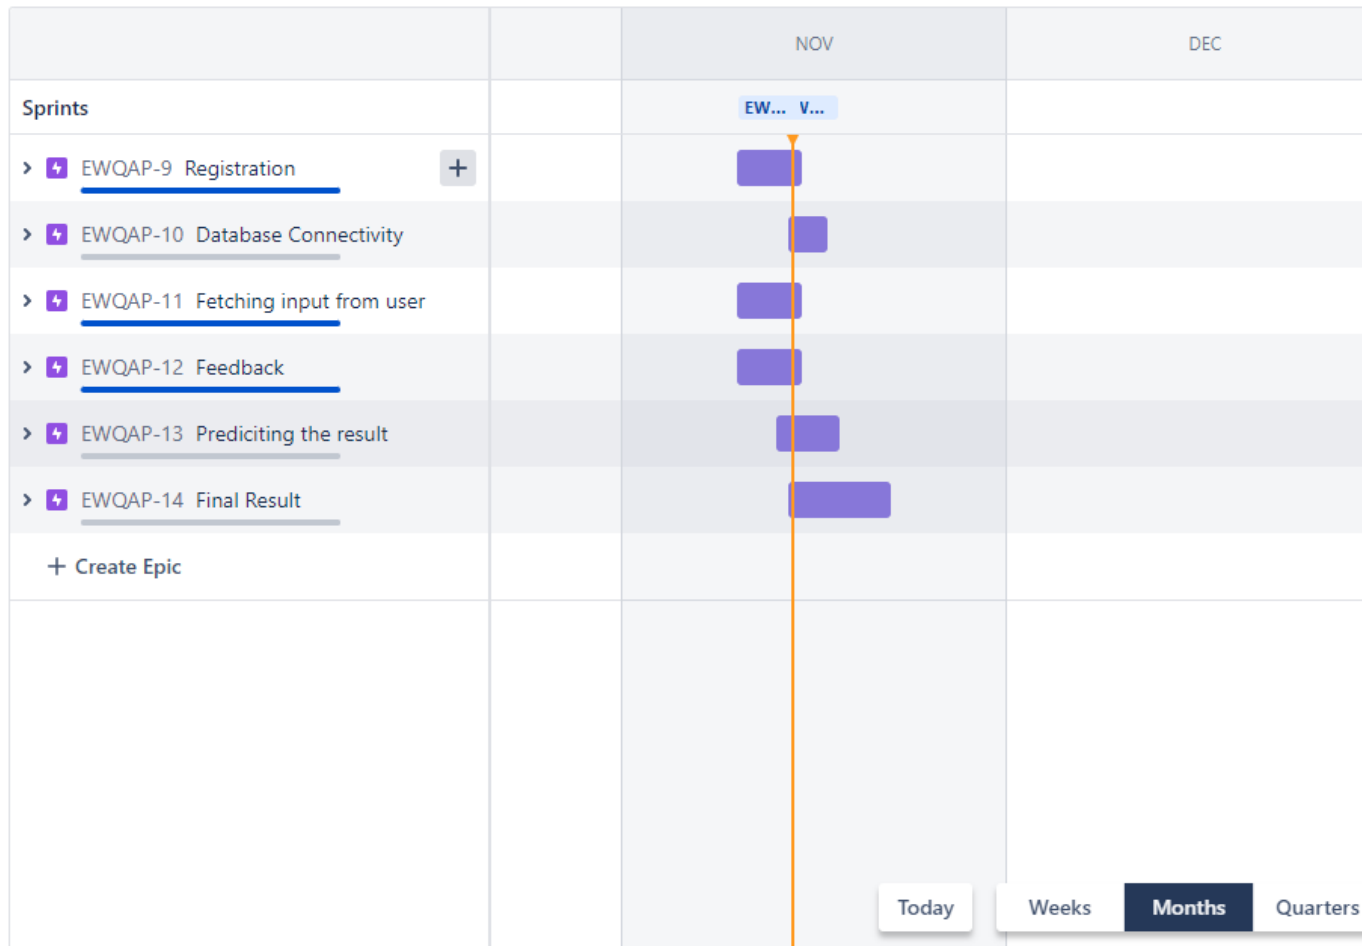 NOV DEC
Sprints EW... V...
EWQAP-9 Registration
EWQAP-10 Database Connectivity
EWQAP-11 Fetching input from user
EWQAP-12 Feedback
EWQAP-13 Prediciting the result
EWQAP-14 Final Result
+ Create Epic
Today Weeks Months Quarters